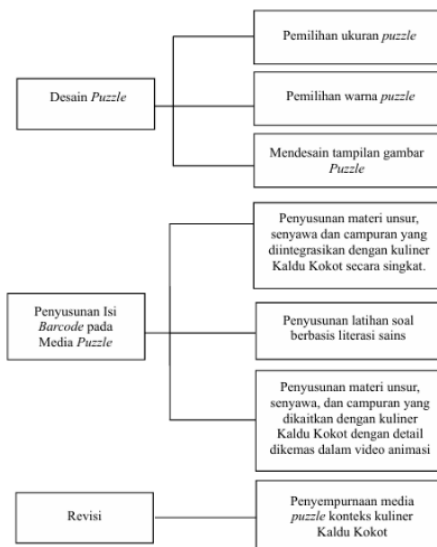 Desain Puzzle
Pemilihan ukuran puzzle
Pemilihan warna puzzle
Mendesain tampilan gambar
Puzzle
Penyusunan Isi
Barcode pada
Media Puzzle
Penyusunan materi unsur,
senyawa dan campuran yang
diintegrasikan dengan kuliner
Kaldu Kokot secara singkat.
Penyusunan latihan soal
berbasis literasi sains
Penyusunan materi unsur,
senyawa, dan campuran yang
dikaitkan dengan kuliner
Kaldu Kokot dengan detail
dikemas dalam video animasi
Revisi
Penyempurnaan media
puzzle konteks kuliner
Kaldu Kokot